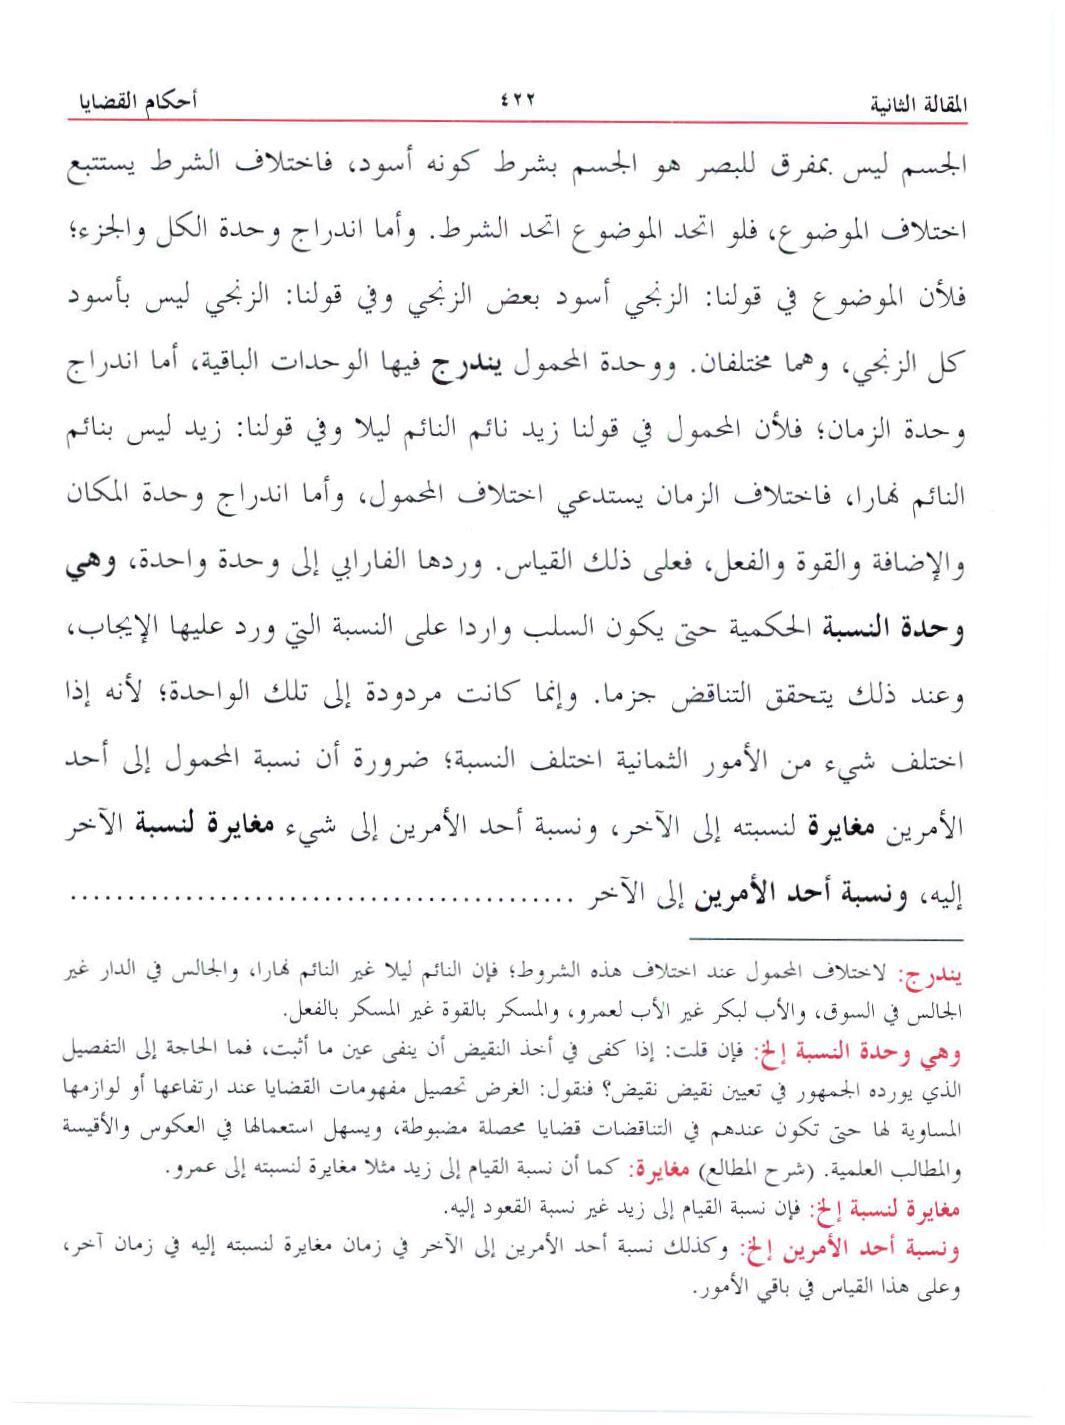 المقالة الثانية ٤٢٢ أحكام القضايا
الجسم ليس بمفرق للبصر هو الجسم بشرط كونه أسود، فاختلاف الشرط يستتبع
اختلاف الموضوع، فلو اتحد الموضوع اتحد الشرط. وأما اندراج وحدة الكل والجزء؛
فلأن الموضوع في قولنا: الزنجي أسود بعض الزنجي وفي قولنا: الزنجي ليس بأسود
كل الزنجي، وهما مختلفان. ووحدة المحمول يندرج فيها الوحدات الباقية، أما اندراج
وحدة الزمان؛ فلأن المحمول في قولنا زيد نائم النائم ليلا وفي قولنا: زيد ليس بنائم
النائم نهارا، فاختلاف الزمان يستدعي اختلاف المحمول، وأما اندراج وحدة المكان
والإضافة والقوة والفعل، فعلى ذلك القياس. وردها الفارابي إلى وحدة واحدة، وهي
وحدة النسبة الحكمية حتى يكون السلب واردا على النسبة التي ورد عليها الإيجاب،
وعند ذلك يتحقق التناقض جزما. وإنما كانت مردودة إلى تلك الواحدة؛ لأنه إذا
اختلف شيء من الأمور الثمانية اختلف النسبة؛ ضرورة أن نسبة المحمول إلى أحد
الأمرين مغايرة لنسبته إلى الآخر، ونسبة أحد الأمرين إلى شيء مغايرة لنسبة الآخر
إليه، ونسبة أحد الأمرين إلى الآخر ..........................................
يندرج: لاختلاف المحمول عند اختلاف هذه الشروط؛ فإن النائم ليلا غير النائم نهارا، والجالس في الدار غير
الجالس في السوق، والأب لبكر غير الأب لعمرو، والمسكر بالقوة غير المسكر بالفعل.
وهي وحدة النسبة إلخ: فإن قلت: إذا كفى في أخذ النقيض أن ينفى عين ما أثبت، فما الحاجة إلى التفصيل
الذي يورده الجمهور في تعيين نقيض نقيض؟ فنقول: الغرض تحصيل مفهومات القضايا عند ارتفاعها أو لوازمها
المساوية لها حتى تكون عندهم في التناقضات قضايا محصلة مضبوطة، ويسهل استعمالها في العكوس والأقيسة
والمطالب العلمية. (شرح المطالع) مغايرة: كما أن نسبة القيام إلى زيد مثلا مغايرة لنسبته إلى عمرو.
مغايرة لنسبة إلخ: فإن نسبة القيام إلى زيد غير نسبة القعود إليه.
ونسبة أحد الأمرين إلخ: وكذلك نسبة أحد الأمرين إلى الآخر في زمان مغايرة لنسبته إليه في زمان آخر،
وعلى هذا القياس في باقي الأمور.